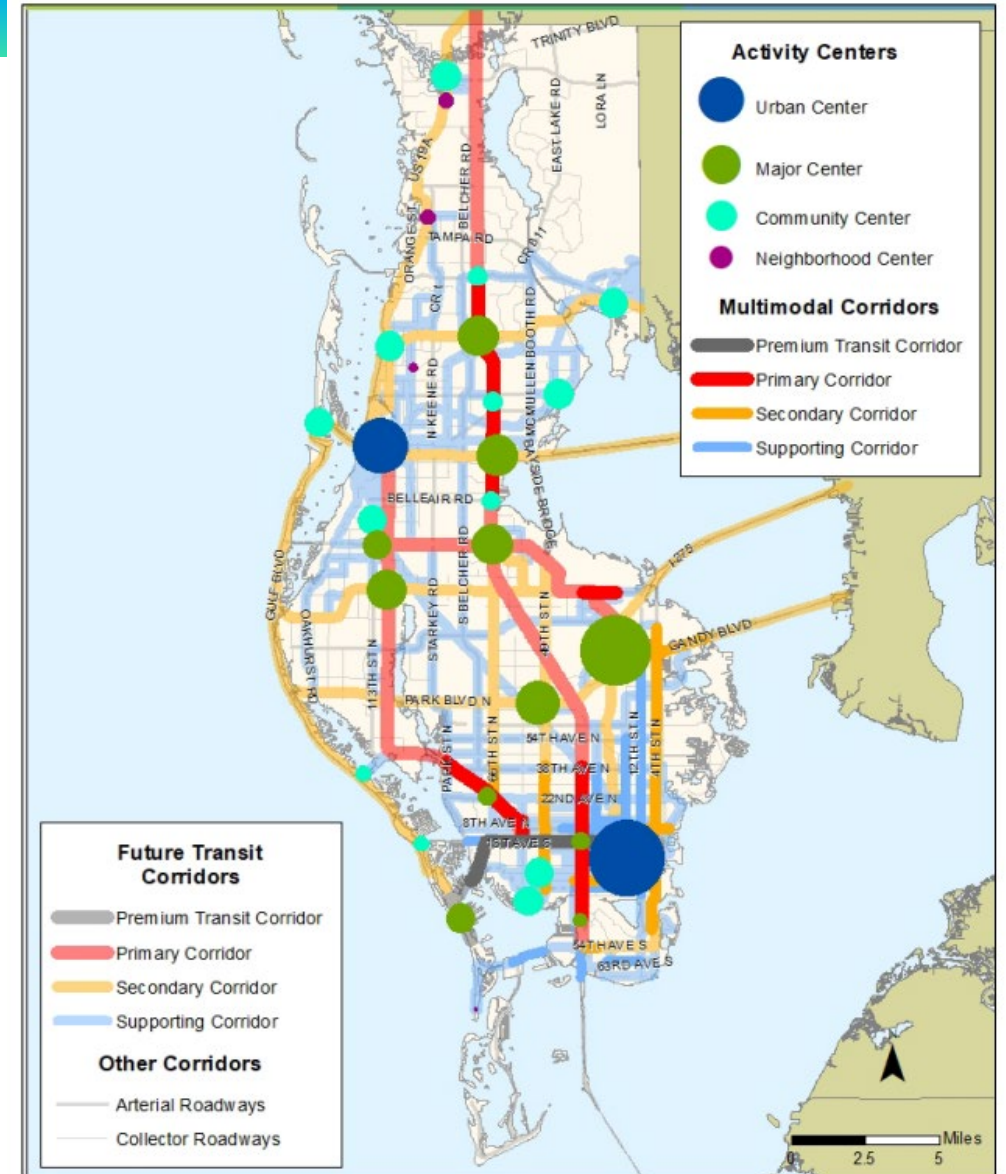 TRINITY BLVD
EAST LAKE RD
LORA LN
US 19A
BELCHER RD
ORANGE ST
TAMPA RD
CR 811
CR 1
N KEENE RD
MCMULLEN BOOTH RD
BAYSIDE BRIDGE
BELLEAIR RD
GULF BLVD
OAKHURST RD
113TH ST N
STARKEY RD
S BELCHER RD
49TH ST N
I-275
GANDY BLVD
PARK BLVD N
PARK ST N
66TH ST N
54TH AVE N
38TH AVE N
22ND AVE N
12TH ST N
4TH ST N
8TH AVE N
1ST AVE S
54TH AVE S
63RD AVE S
Activity Centers
Urban Center
Major Center
Community Center
Neighborhood Center
Multimodal Corridors
Premium Transit Corridor
Primary Corridor
Secondary Corridor
Supporting Corridor
Future Transit
Corridors
Premium Transit Corridor
Primary Corridor
Secondary Corridor
Supporting Corridor
Other Corridors
Arterial Roadways
Collector Roadways
Miles
0 2.5 5